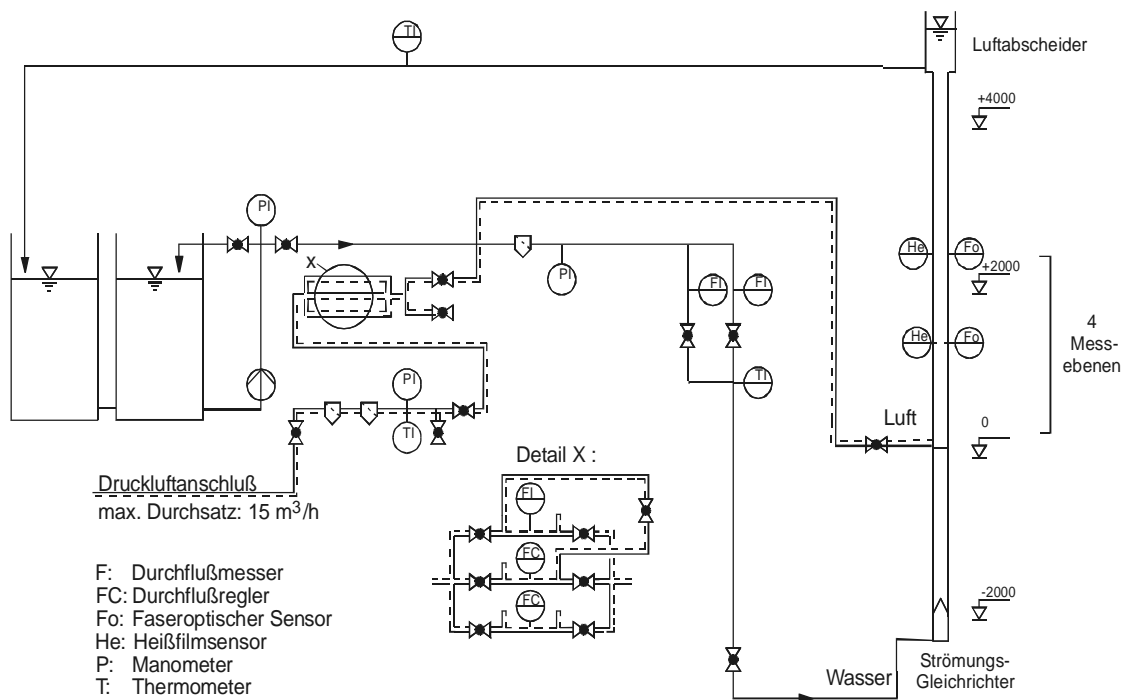 TI
Luftabscheider
+4000
PI
X
He
Fo
+2000
PI
FI
FI
4
Mess-
ebenen
He
Fo
PI
TI
TI
Luft
0
Detail X :
Druckluftanschluß
max. Durchsatz: 15 m³/h
FI
FC
FC
F: Durchflußmesser
FC: Durchflußregler
Fo: Faseroptischer Sensor
He: Heißfilmsensor
P: Manometer
T: Thermometer
-2000
Wasser
Strömungs-
Gleichrichter